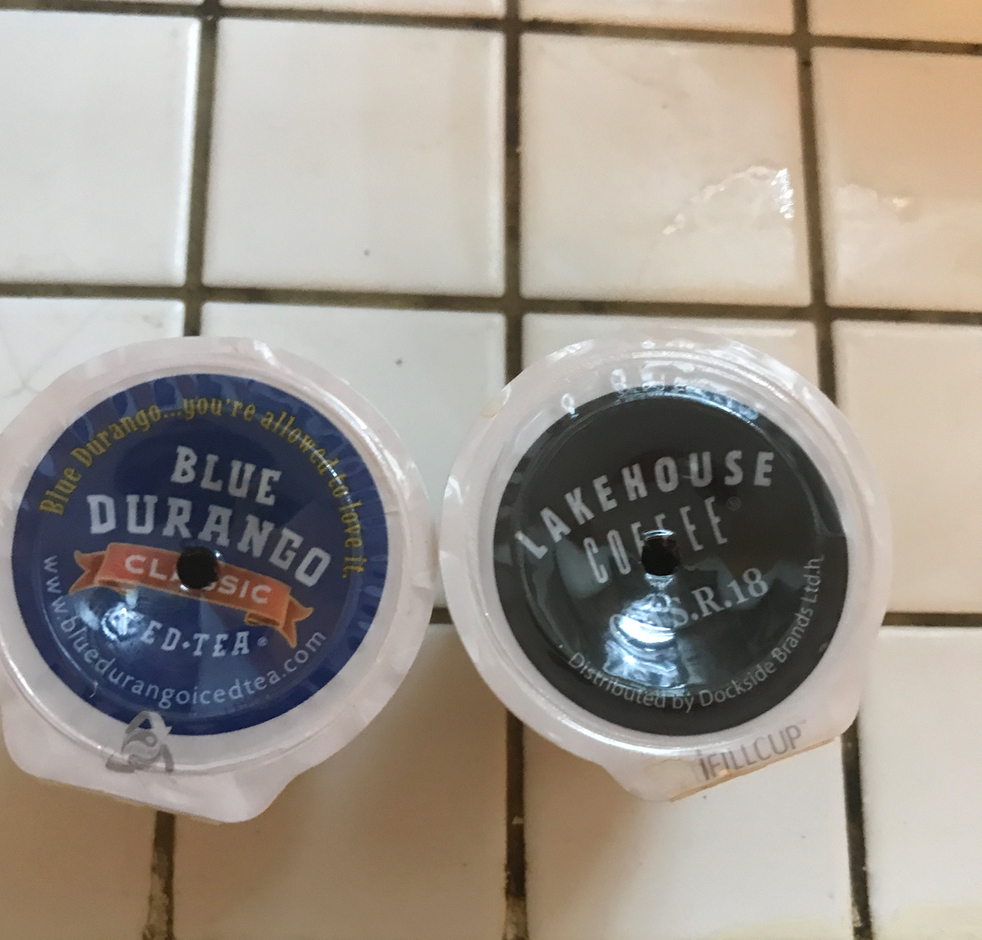 Blue Durango...you're allowed to love it.
BLUE
DURANGO
CLASSIC
ICED•TEA®
www.bluedurangoicedtea.com
LAKEHOUSE
COFFEE®
S.R.18
Distributed by Dockside Brands Ltd.h
iFILLCUP™